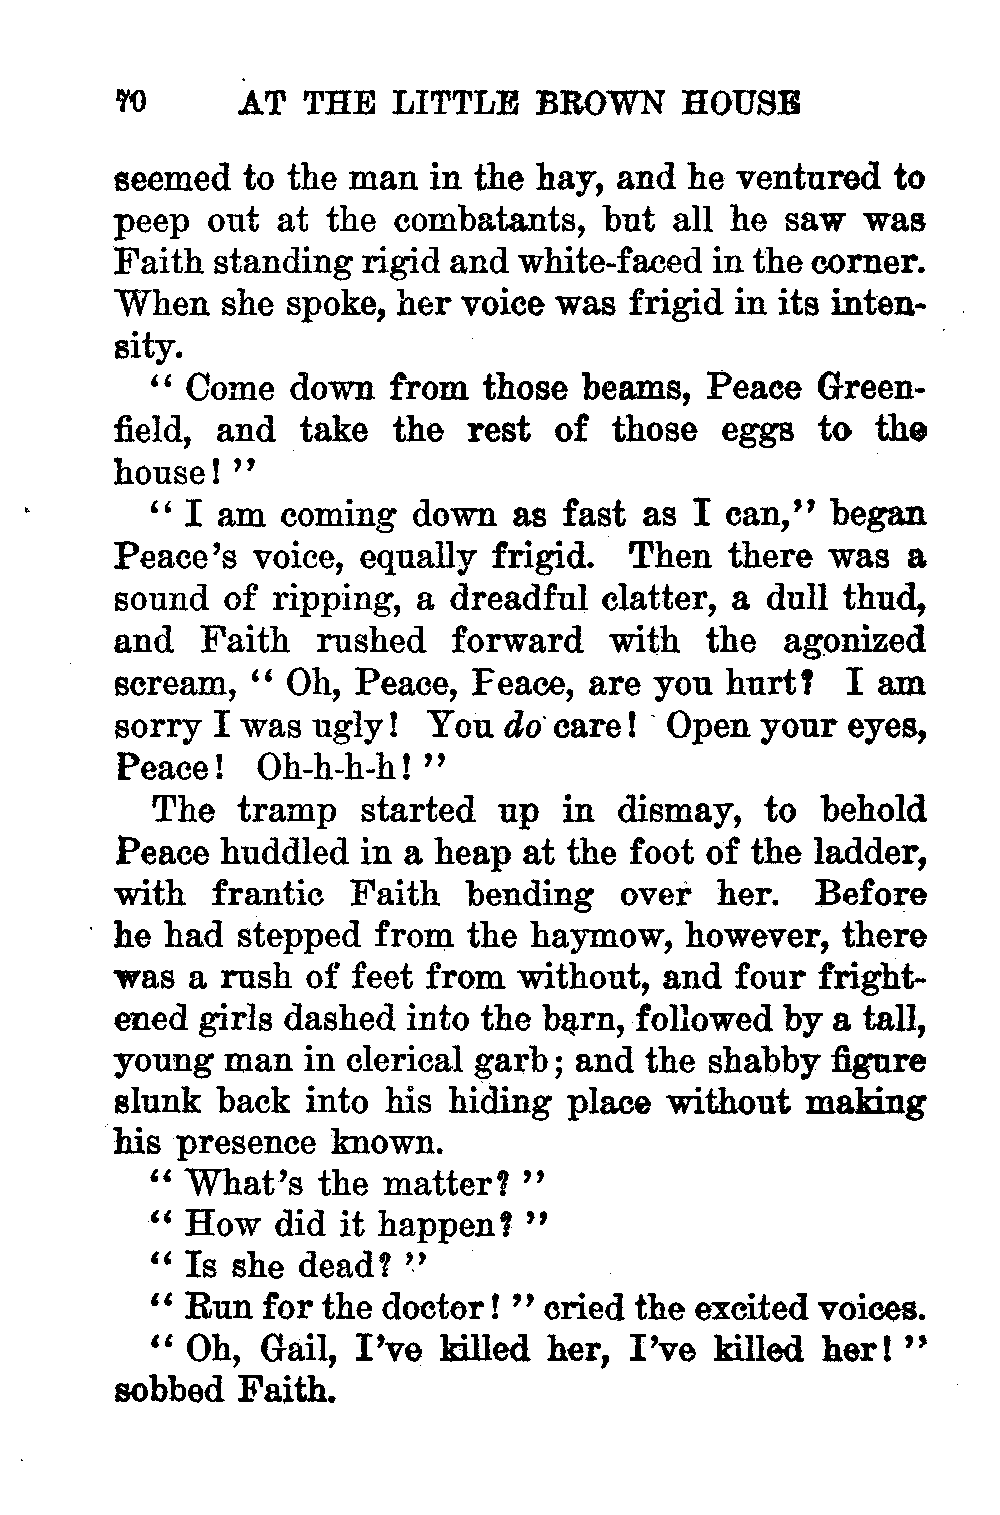 70 AT THE LITTLE BROWN HOUSE
seemed to the man in the hay, and he ventured to
peep out at the combatants, but all he saw was
Faith standing rigid and white-faced in the corner.
When she spoke, her voice was frigid in its inten-
sity.
“ Come down from those beams, Peace Green-
field, and take the rest of those eggs to the
house! ”
“ I am coming down as fast as I can,” began
Peace’s voice, equally frigid. Then there was a
sound of ripping, a dreadful clatter, a dull thud,
and Faith rushed forward with the agonized
scream, “ Oh, Peace, Peace, are you hurt? I am
sorry I was ugly! You do care! Open your eyes,
Peace! Oh-h-h-h! ”
The tramp started up in dismay, to behold
Peace huddled in a heap at the foot of the ladder,
with frantic Faith bending over her. Before
he had stepped from the haymow, however, there
was a rush of feet from without, and four fright-
ened girls dashed into the barn, followed by a tall,
young man in clerical garb; and the shabby figure
slunk back into his hiding place without making
his presence known.
“ What’s the matter? ”
“ How did it happen? ”
“ Is she dead? ”
“ Run for the doctor! ” cried the excited voices.
“ Oh, Gail, I’ve killed her, I’ve killed her! ”
sobbed Faith.